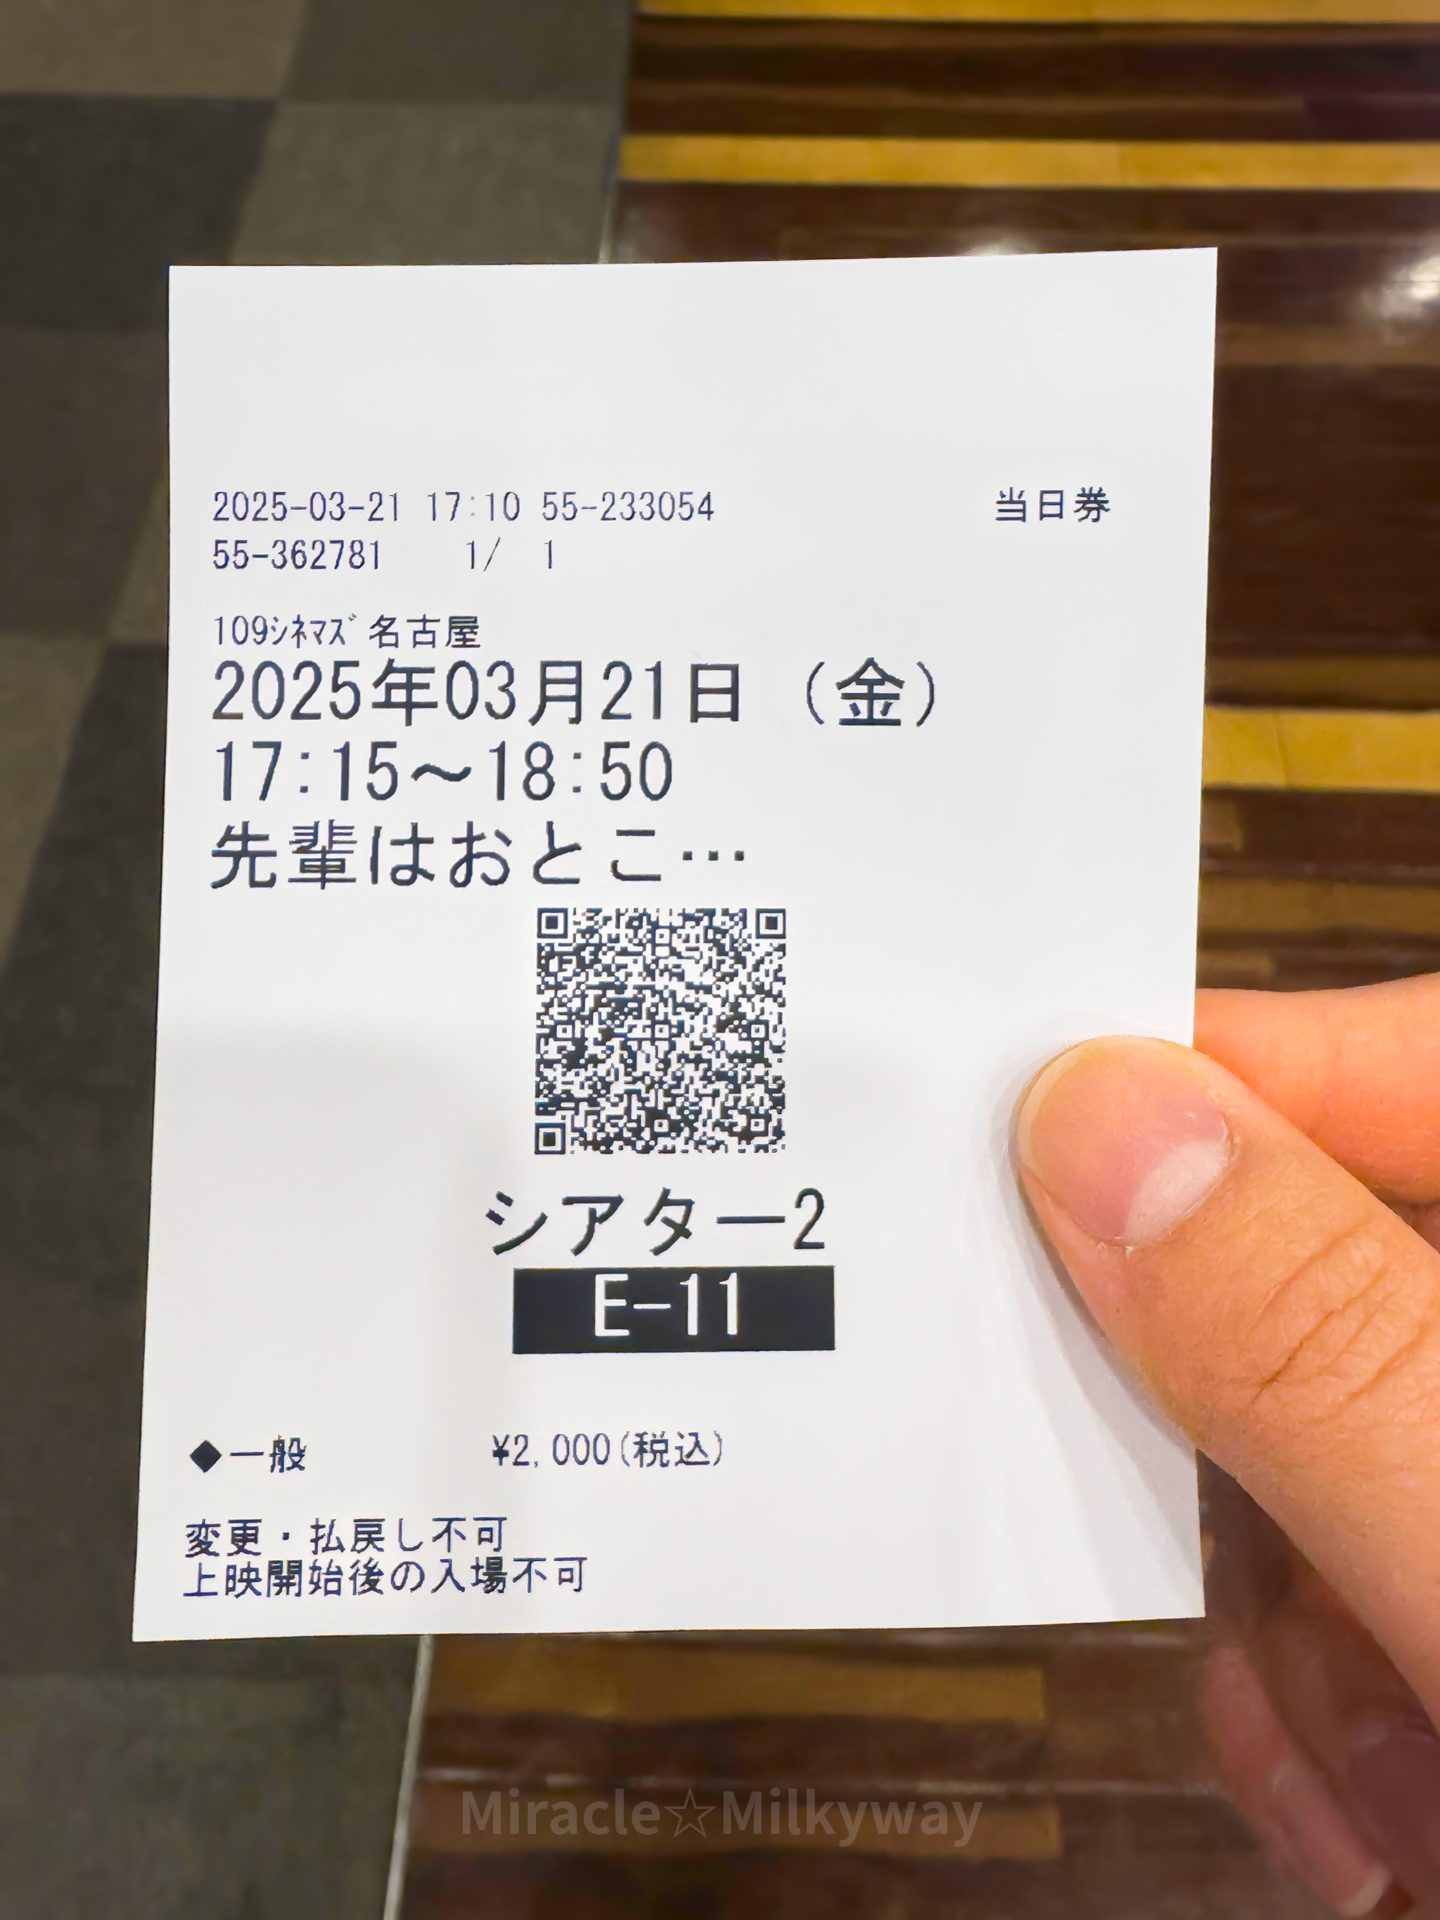 2025-03-21 17:10 55-233054 当日券
55-362781 1/ 1
109ｼﾈﾏｽﾞ名古屋
2025年03月21日（金）
17:15～18:50
先輩はおとこ…
シアター2
E-11
◆一般 ¥2,000(税込)
変更・払戻し不可
上映開始後の入場不可
Miracle☆Milkyway